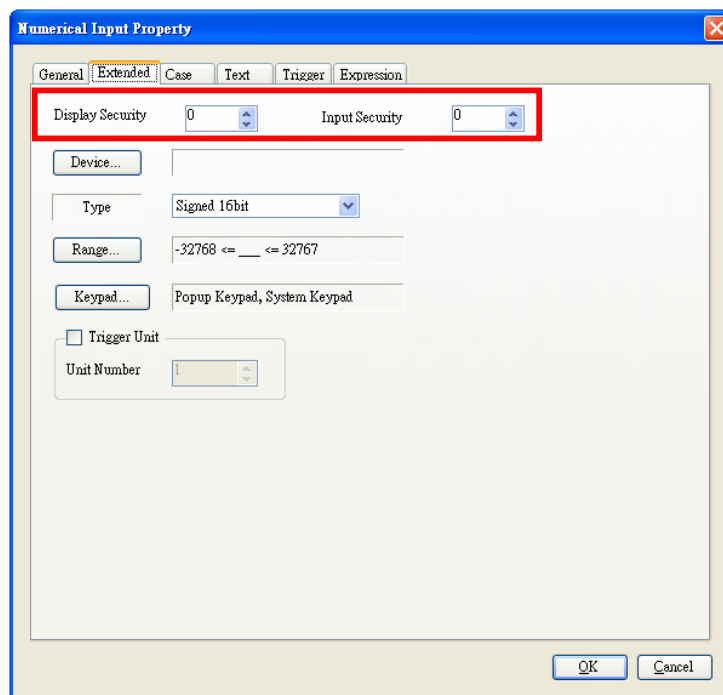 Numerical Input Property
General Extended Case Text Trigger Expression
Display Security 0 Input Security 0
Device...
Type Signed 16bit
Range... -32768 <= ___ <= 32767
Keypad... Popup Keypad, System Keypad
Trigger Unit
Unit Number 1
OK Cancel